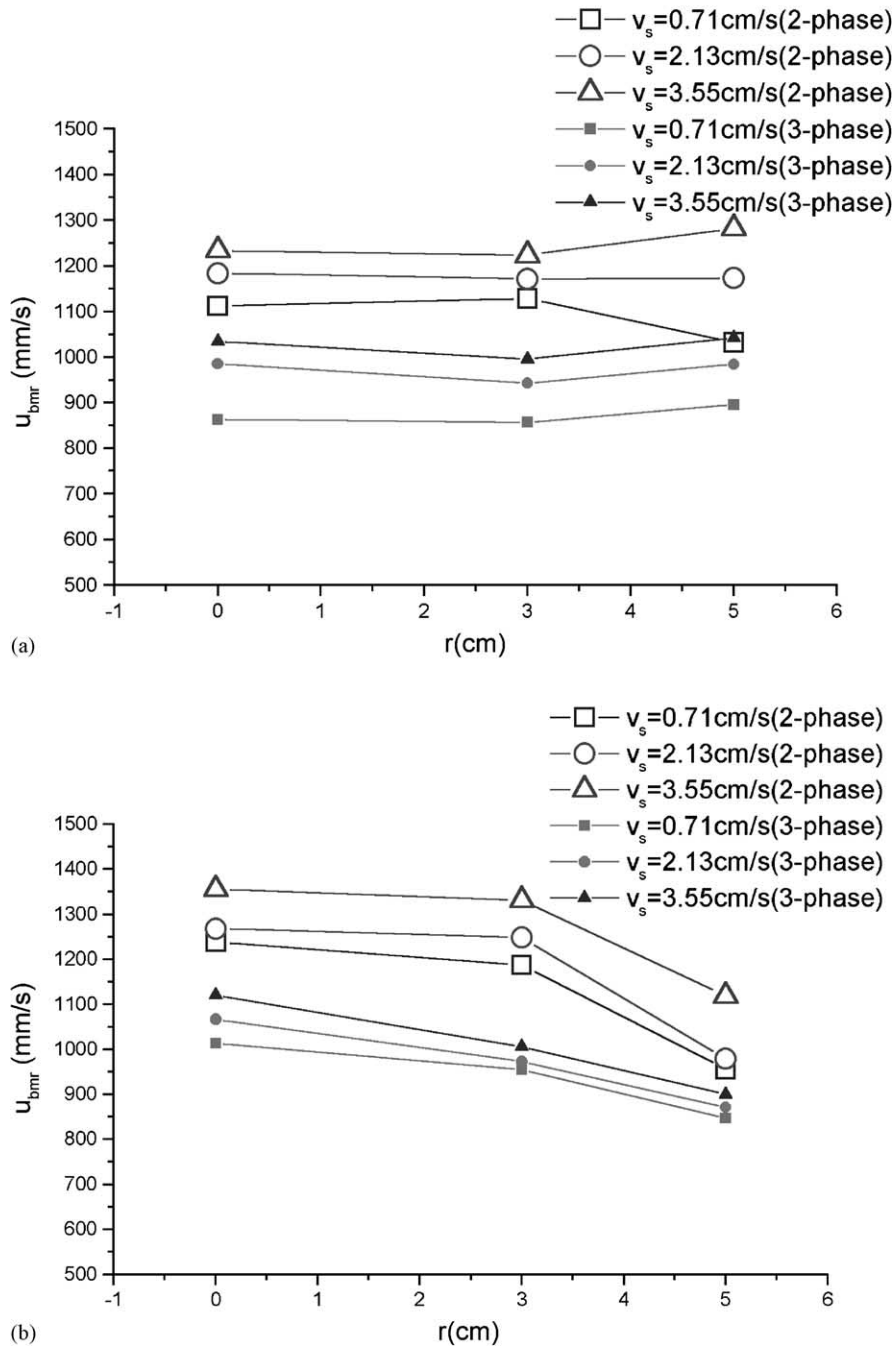 v_s=0.71cm/s(2-phase)
v_s=2.13cm/s(2-phase)
v_s=3.55cm/s(2-phase)
v_s=0.71cm/s(3-phase)
v_s=2.13cm/s(3-phase)
v_s=3.55cm/s(3-phase)
1500
1400
1300
1200
1100
1000
900
800
700
600
500
u_bmr (mm/s)
-1 0 1 2 3 4 5 6
r(cm)
(a)
v_s=0.71cm/s(2-phase)
v_s=2.13cm/s(2-phase)
v_s=3.55cm/s(2-phase)
v_s=0.71cm/s(3-phase)
v_s=2.13cm/s(3-phase)
v_s=3.55cm/s(3-phase)
1500
1400
1300
1200
1100
1000
900
800
700
600
500
u_bmr (mm/s)
-1 0 1 2 3 4 5 6
r(cm)
(b)